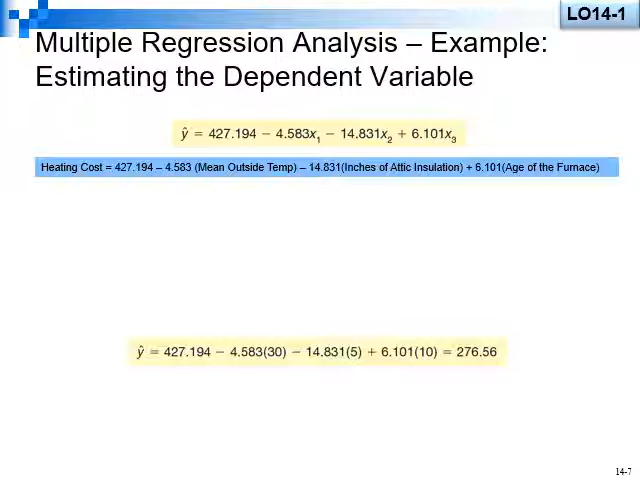 LO14-1
Multiple Regression Analysis – Example:
Estimating the Dependent Variable
ŷ = 427.194 − 4.583x₁ − 14.831x₂ + 6.101x₃
Heating Cost = 427.194 – 4.583 (Mean Outside Temp) – 14.831(Inches of Attic Insulation) + 6.101(Age of the Furnace)
ŷ = 427.194 − 4.583(30) − 14.831(5) + 6.101(10) = 276.56
14-7